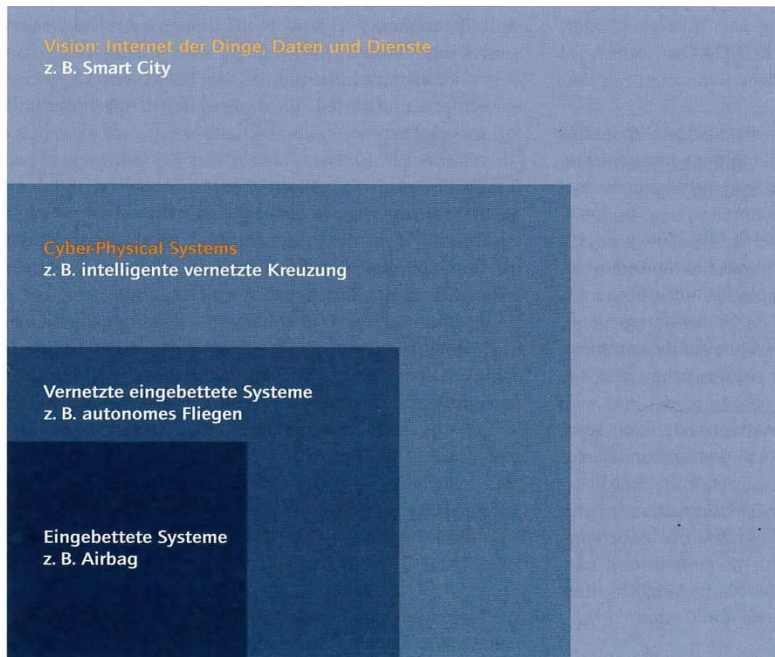 Vision: Internet der Dinge, Daten und Dienste
z. B. Smart City
Cyber-Physical Systems
z. B. intelligente vernetzte Kreuzung
Vernetzte eingebettete Systeme
z. B. autonomes Fliegen
Eingebettete Systeme
z. B. Airbag